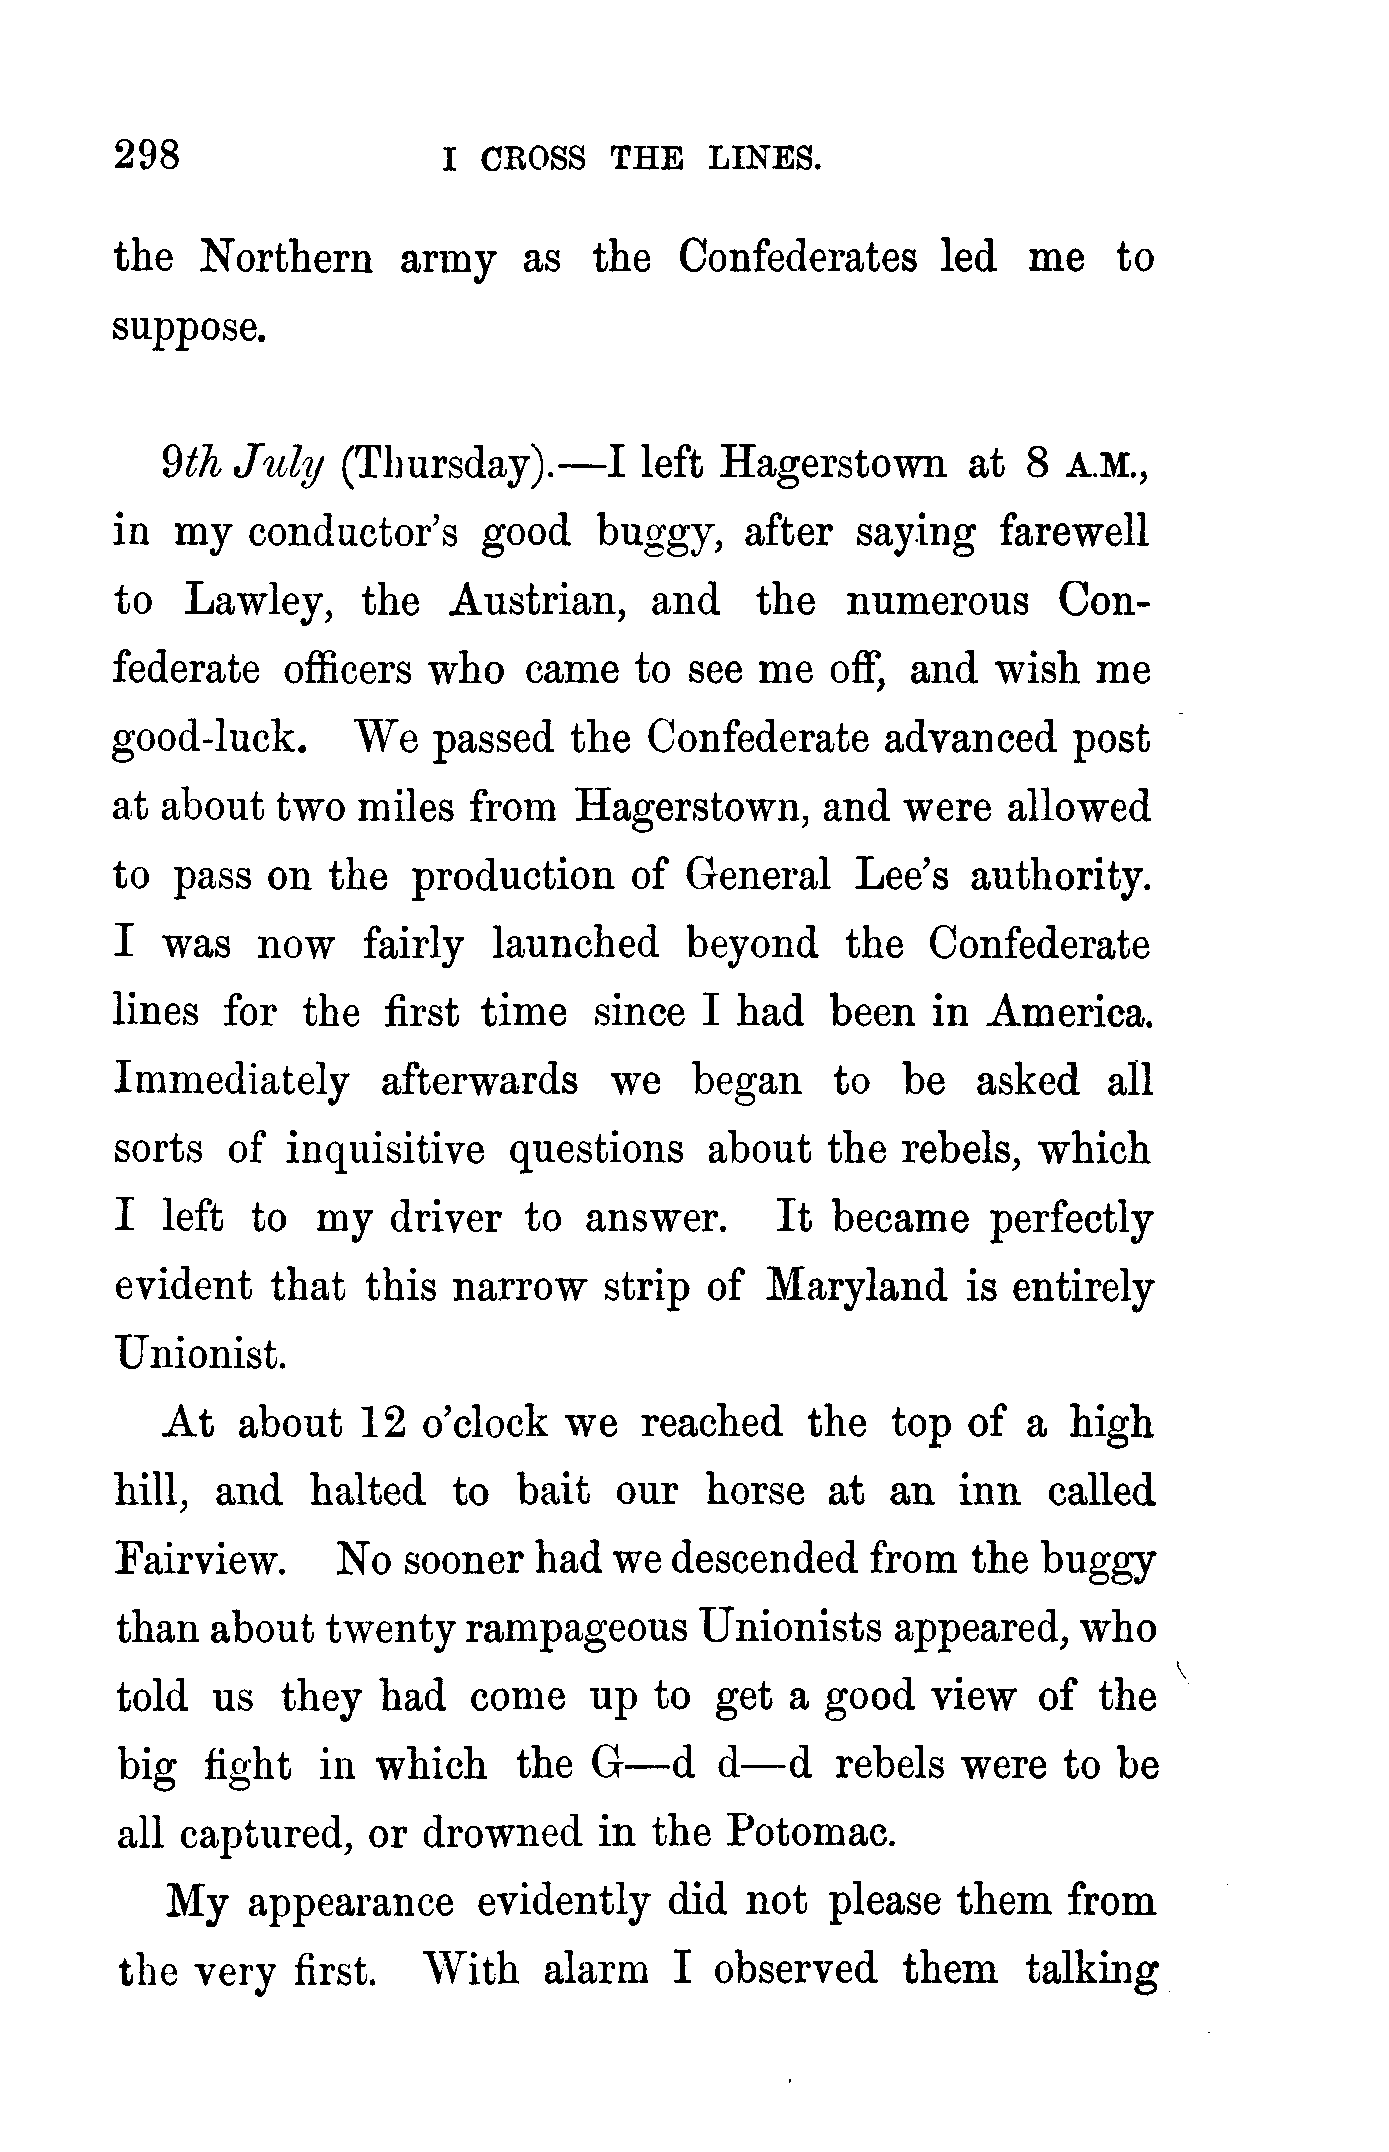 298 I CROSS THE LINES.
the Northern army as the Confederates led me to
suppose.
9th July (Thursday).—I left Hagerstown at 8 A.M.,
in my conductor's good buggy, after saying farewell
to Lawley, the Austrian, and the numerous Con-
federate officers who came to see me off, and wish me
good-luck. We passed the Confederate advanced post
at about two miles from Hagerstown, and were allowed
to pass on the production of General Lee's authority.
I was now fairly launched beyond the Confederate
lines for the first time since I had been in America.
Immediately afterwards we began to be asked all
sorts of inquisitive questions about the rebels, which
I left to my driver to answer. It became perfectly
evident that this narrow strip of Maryland is entirely
Unionist.
At about 12 o'clock we reached the top of a high
hill, and halted to bait our horse at an inn called
Fairview. No sooner had we descended from the buggy
than about twenty rampageous Unionists appeared, who
told us they had come up to get a good view of the
big fight in which the G—d d—d rebels were to be
all captured, or drowned in the Potomac.
My appearance evidently did not please them from
the very first. With alarm I observed them talking